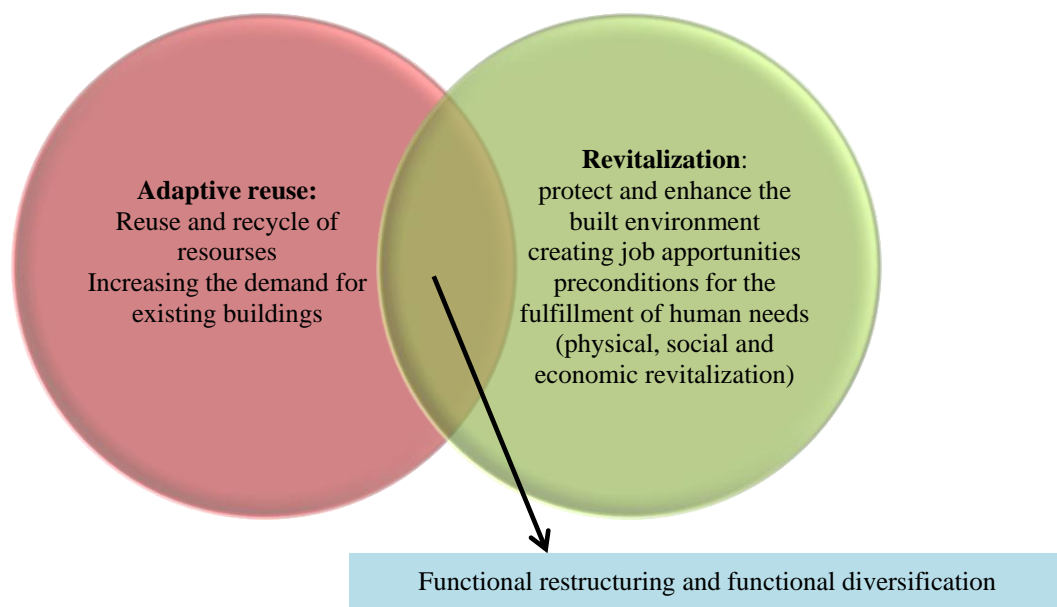 Adaptive reuse:
Reuse and recycle of
resourses
Increasing the demand for
existing buildings
Revitalization:
protect and enhance the
built environment
creating job apportunities
preconditions for the
fulfillment of human needs
(physical, social and
economic revitalization)
Functional restructuring and functional diversification